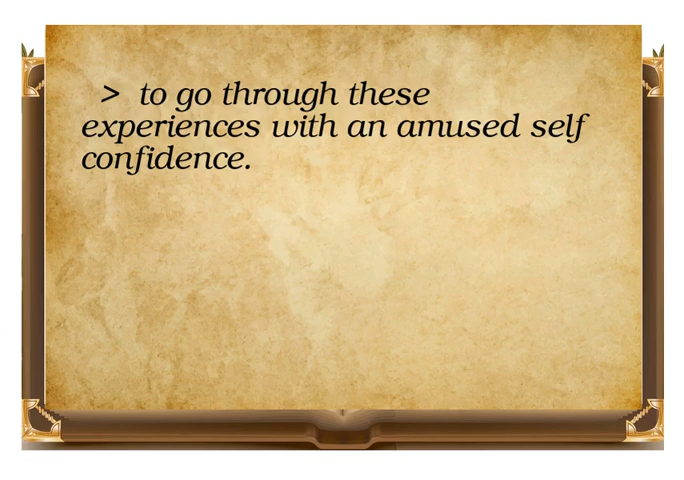 > to go through these
experiences with an amused self
confidence.